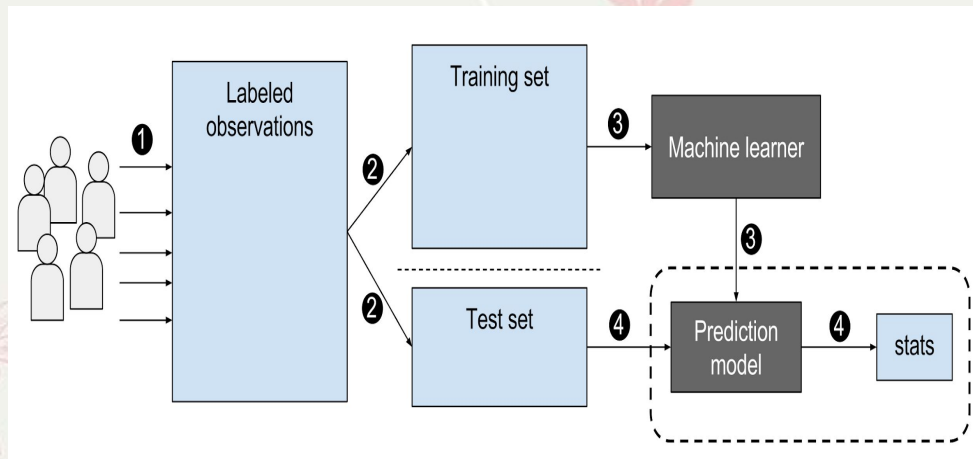 1
Labeled
observations
2
2
Training set
Test set
3
Machine learner
3
4
Prediction
model
4
stats